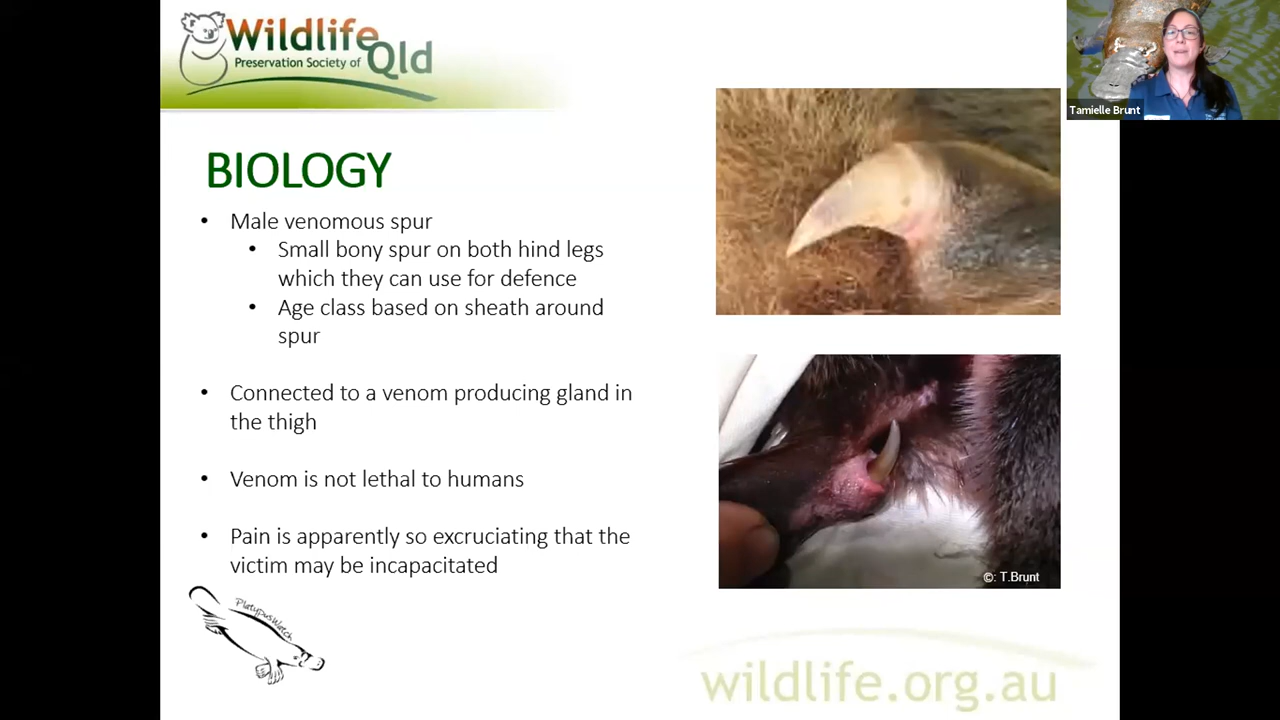 Wildlife
Preservation Society of Qld
Tamielle Brunt
BIOLOGY
• Male venomous spur
• Small bony spur on both hind legs
which they can use for defence
• Age class based on sheath around
spur
• Connected to a venom producing gland in
the thigh
• Venom is not lethal to humans
• Pain is apparently so excruciating that the
victim may be incapacitated
©: T.Brunt
PlatypusWatch
wildlife.org.au